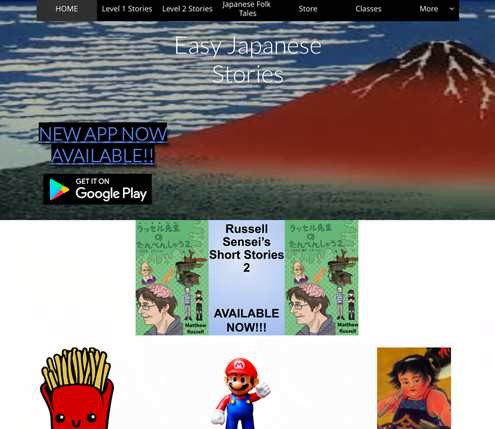 HOME
Level 1 Stories
Level 2 Stories
Japanese Folk
Tales
Store
Classes
More
Easy Japanese
Stories
NEW APP NOW
AVAILABLE!!
GET IT ON
Google Play
ラッセル先生
の
たんぺんしゅう2
Matthew
Russell
Russell
Sensei's
Short Stories
2
AVAILABLE
NOW!!!
ラッセル先生
の
たんぺんしゅう2
Matthew
Russell